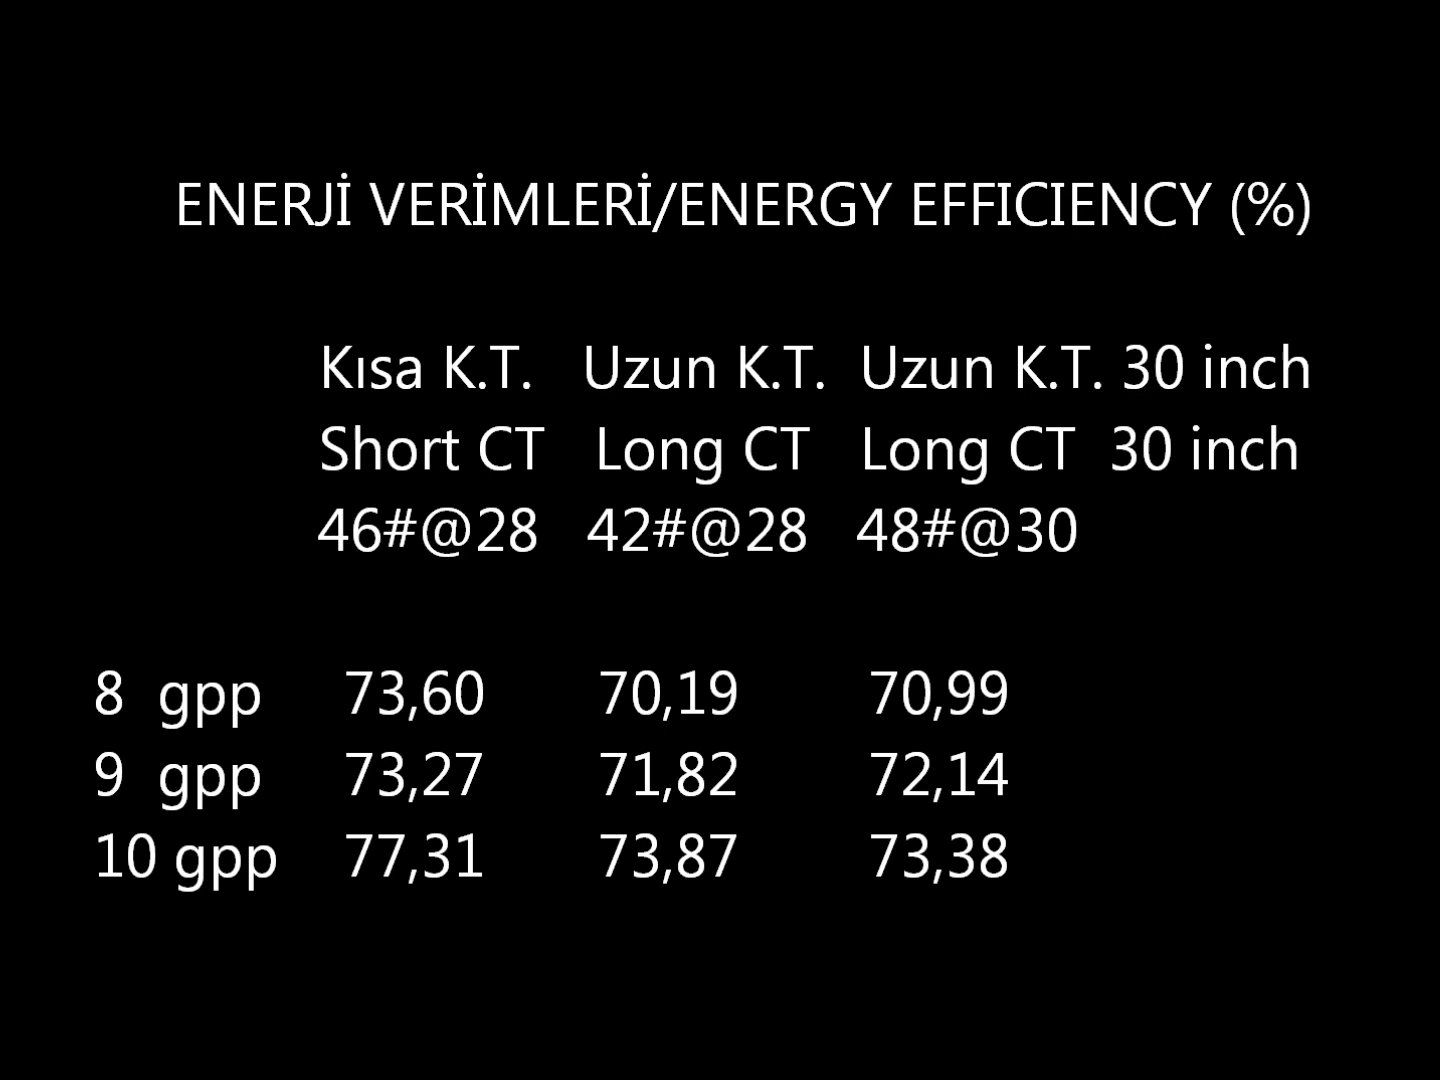 ENERJİ VERİMLERİ/ENERGY EFFICIENCY (%)
Kısa K.T. Uzun K.T. Uzun K.T. 30 inch
Short CT Long CT Long CT 30 inch
46#@28 42#@28 48#@30
8 gpp 73,60 70,19 70,99
9 gpp 73,27 71,82 72,14
10 gpp 77,31 73,87 73,38